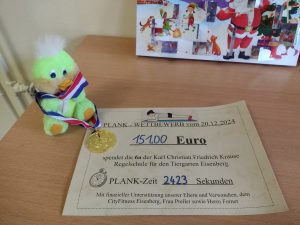 PLANK - WETTBEWERB vom 20.12.2024
151.00 Euro
spendet die 6a der Karl Christian Friedrich Krause
Regelschule für den Tiergarten Eisenberg
PLANK-Zeit 2423 Sekunden
Mit finanzieller Unterstützung unserer Eltern und Verwandten, dem
CityFitness Eisenberg, Frau Preller sowie Herrn